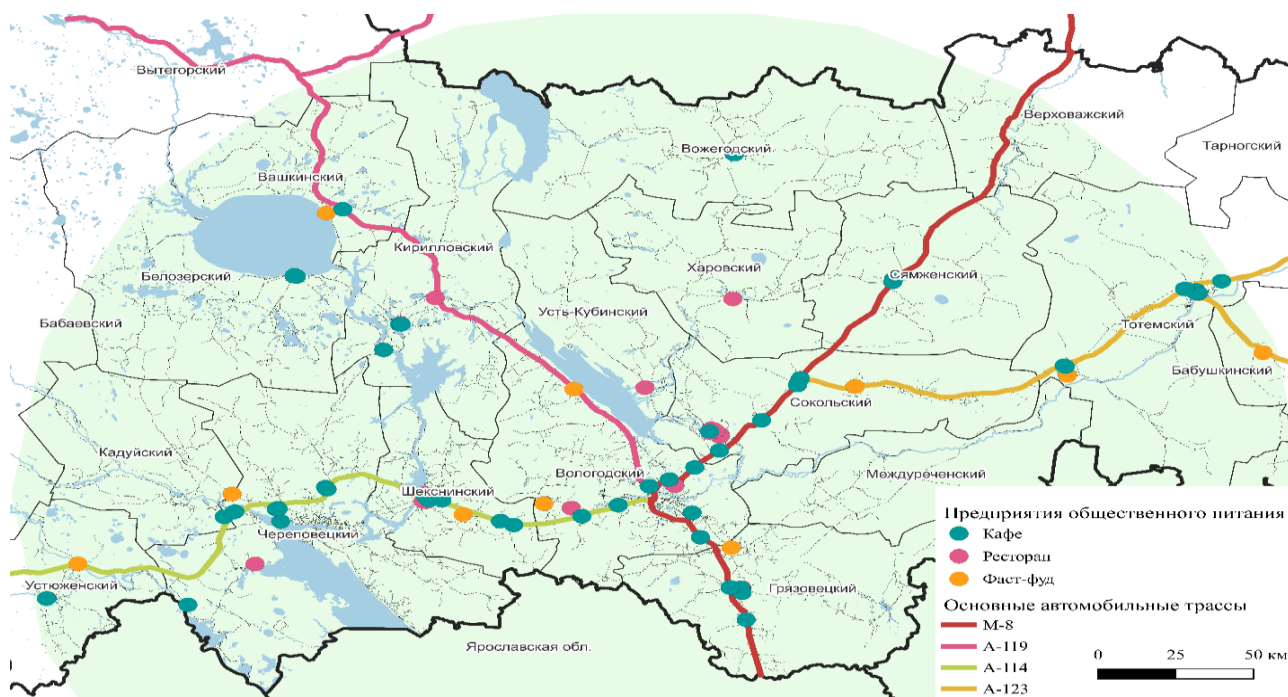 Вытегорский
Верховажский
Тарногский
Вожегодский
Вашкинский
Кирилловский
Харовский
Сямженский
Белозерский
Усть-Кубинский
Бабаевский
Тотемский
Бабушкинский
Сокольский
Кадуйский
Вологодский
Междуреченский
Шекснинский
Череповецкий
Устюженский
Грязовецкий
Ярославская обл.
Предприятия общественного питания
Кафе
Ресторан
Фаст-фуд
Основные автомобильные трассы
М-8
А-119
А-114
А-123
0 25 50 км